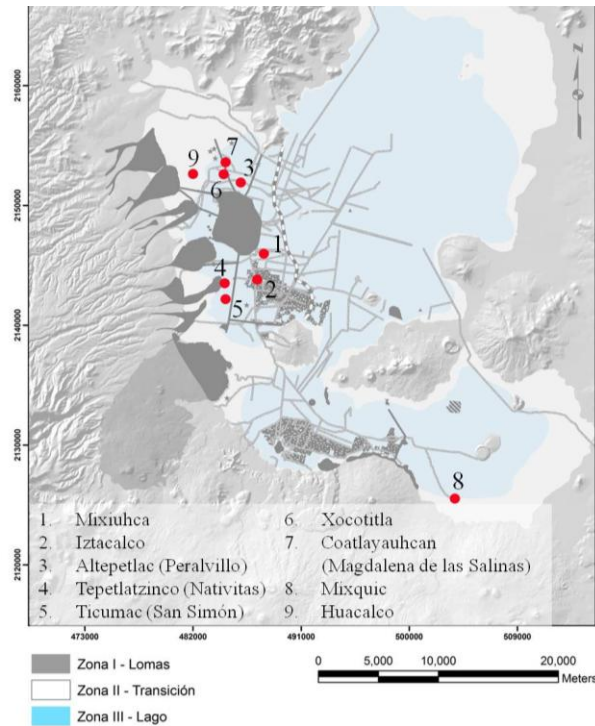 N
2160000
2150000
2140000
2130000
2120000
7
9
3
6
1
4
2
5
8
1. Mixiuhca
2. Iztacalco
3. Altepetlac (Peralvillo)
4. Tepetlatzinco (Nativitas)
5. Ticumac (San Simón)
6. Xocotitla
7. Coatlayauhcan
(Magdalena de las Salinas)
8. Mixquic
9. Huacalco
473000 482000 491000 500000 509000
Zona I - Lomas
Zona II - Transición
Zona III - Lago
0 5,000 10,000 20,000
Meters